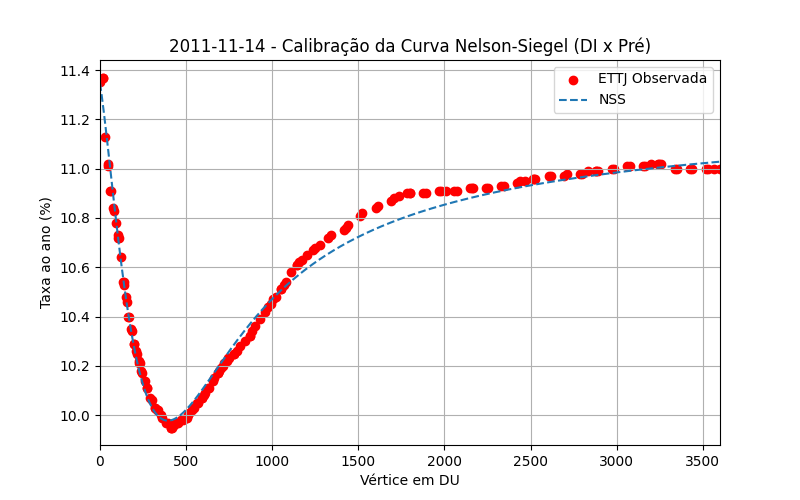 2011-11-14 - Calibração da Curva Nelson-Siegel (DI x Pré)
ETTJ Observada
NSS
Taxa ao ano (%)
11.4
11.2
11.0
10.8
10.6
10.4
10.2
10.0
0 500 1000 1500 2000 2500 3000 3500
Vértice em DU